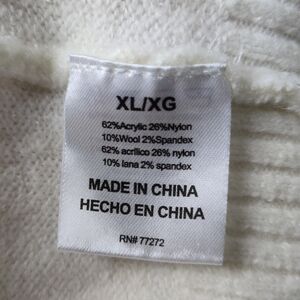 XL/XG
62%Acrylic 26%Nylon
10%Wool 2%Spandex
62% acrílico 26% nylon
10% lana 2% spandex
MADE IN CHINA
HECHO EN CHINA
RN# 77272